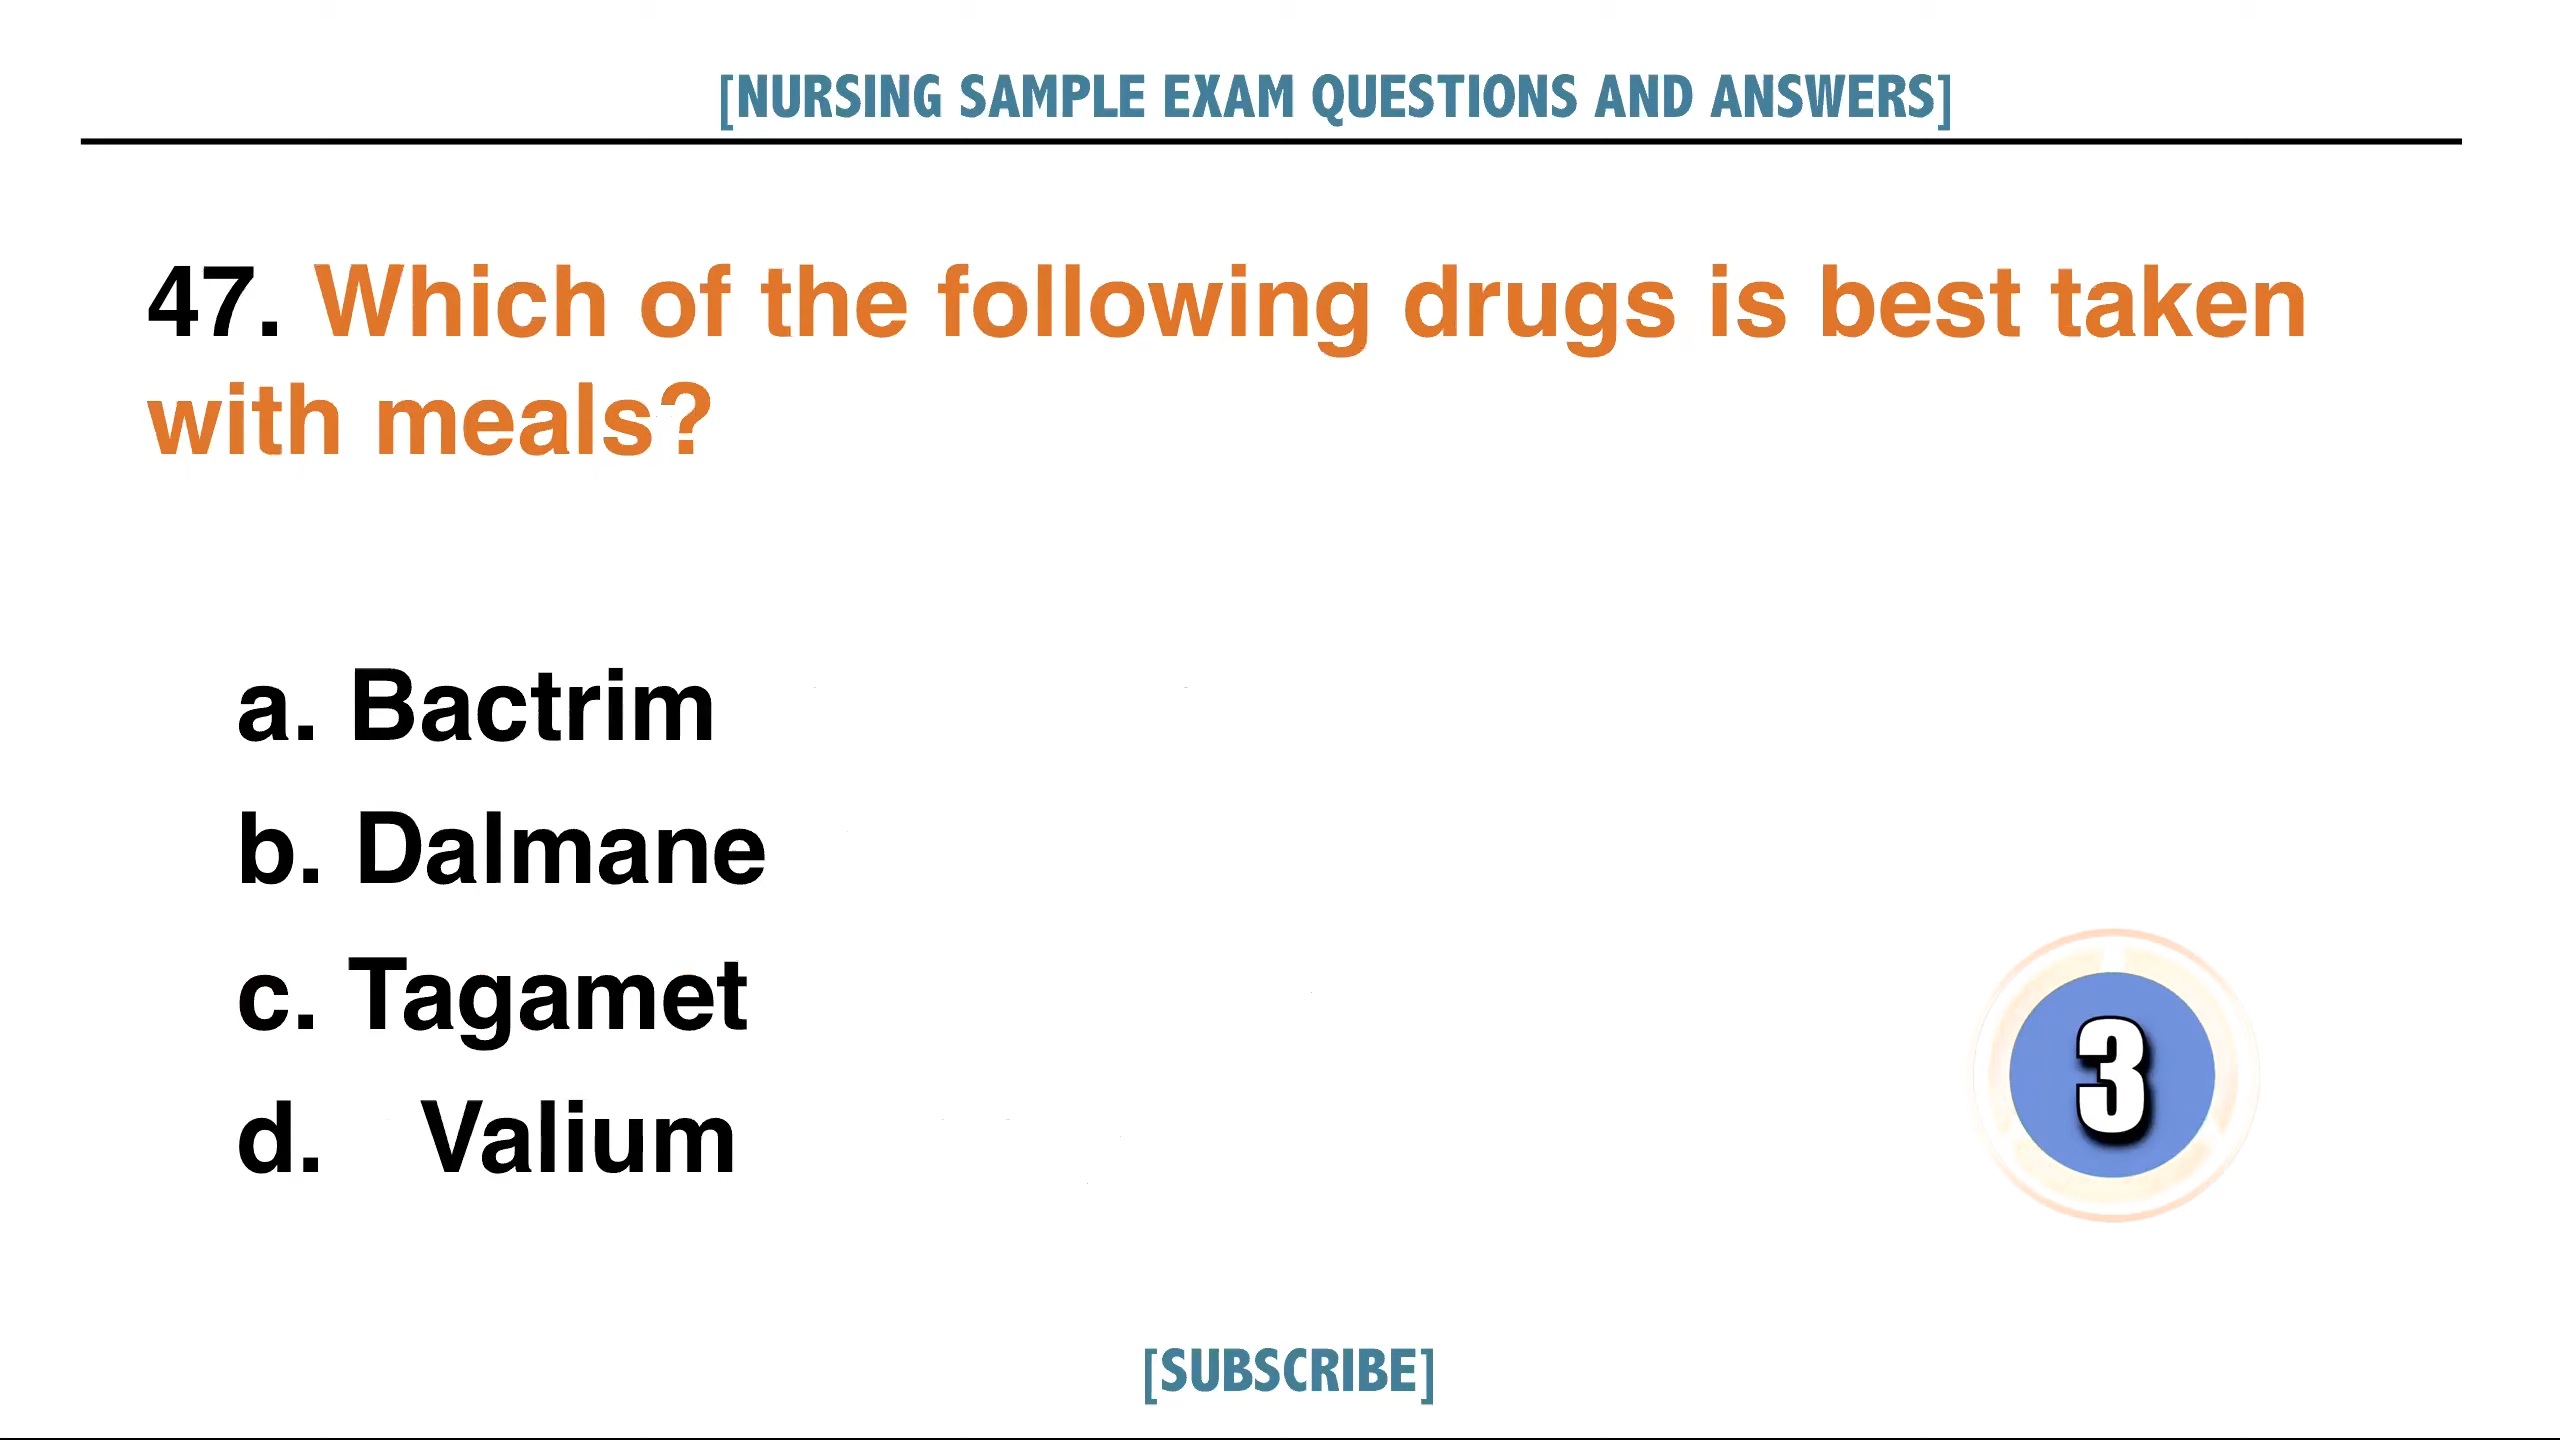 [NURSING SAMPLE EXAM QUESTIONS AND ANSWERS]
47. Which of the following drugs is best taken
with meals?
a. Bactrim
b. Dalmane
c. Tagamet
d. Valium
3
[SUBSCRIBE]